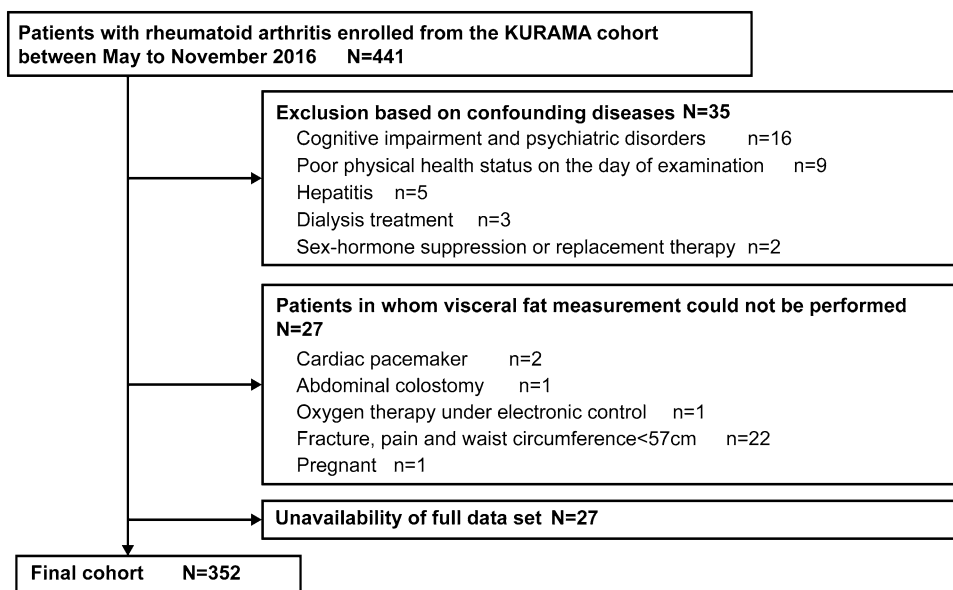 Patients with rheumatoid arthritis enrolled from the KURAMA cohort
between May to November 2016 N=441
Exclusion based on confounding diseases N=35
Cognitive impairment and psychiatric disorders n=16
Poor physical health status on the day of examination n=9
Hepatitis n=5
Dialysis treatment n=3
Sex-hormone suppression or replacement therapy n=2
Patients in whom visceral fat measurement could not be performed
N=27
Cardiac pacemaker n=2
Abdominal colostomy n=1
Oxygen therapy under electronic control n=1
Fracture, pain and waist circumference<57cm n=22
Pregnant n=1
Unavailability of full data set N=27
Final cohort N=352